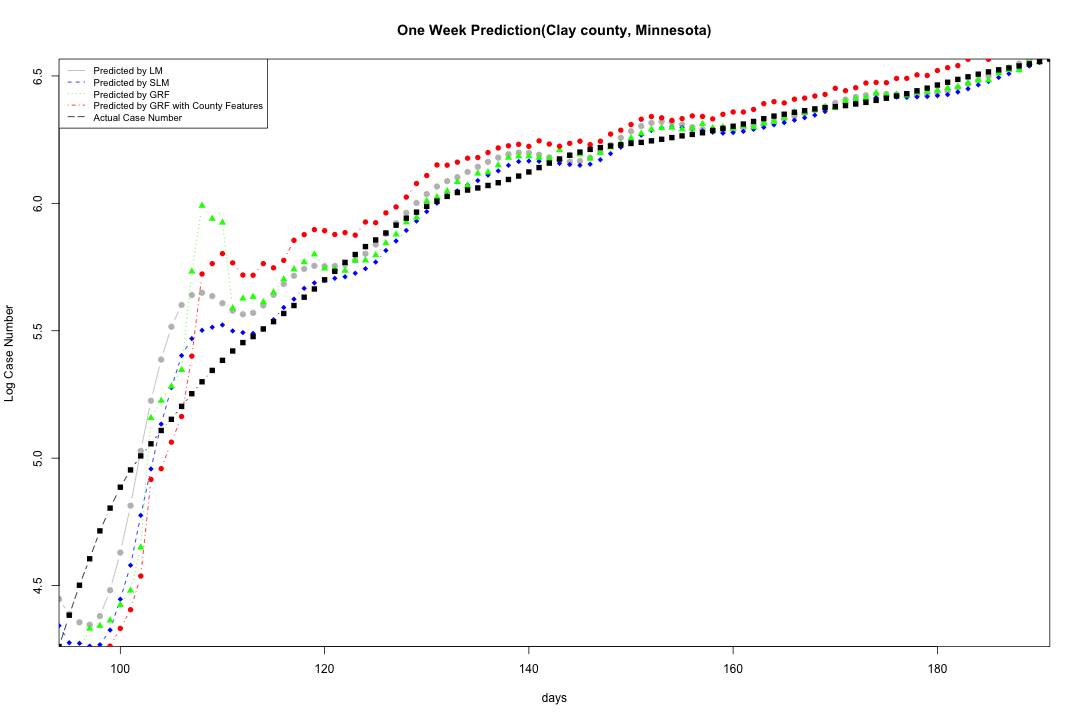 One Week Prediction(Clay county, Minnesota)
Predicted by LM
Predicted by SLM
Predicted by GRF
Predicted by GRF with County Features
Actual Case Number
Log Case Number
6.5
6.0
5.5
5.0
4.5
100
120
140
160
180
days